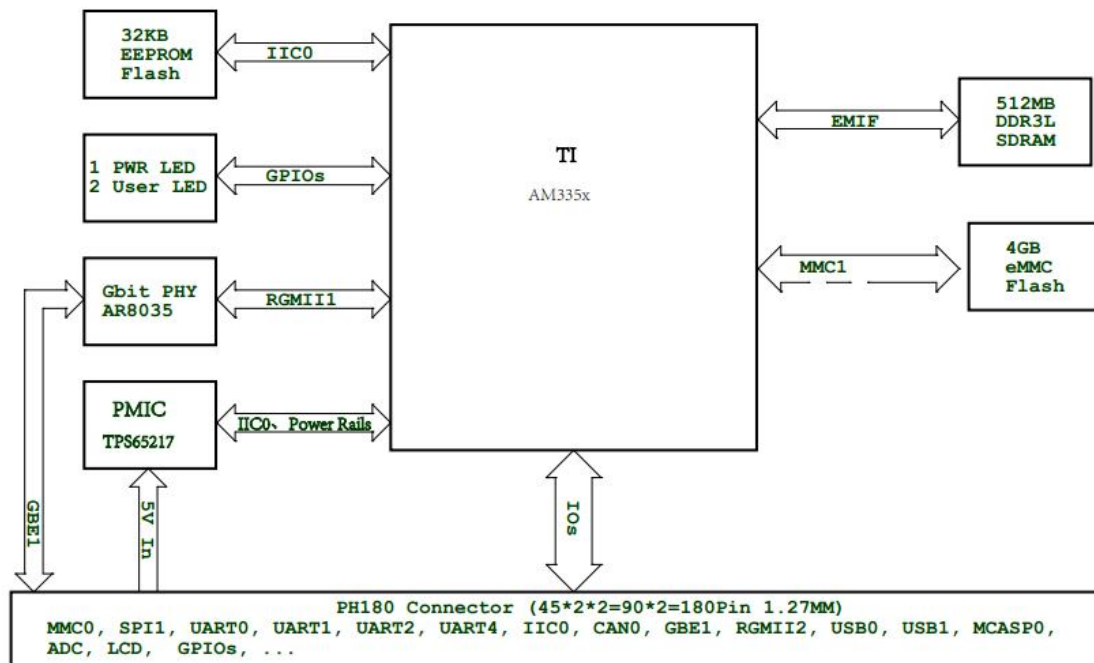 32KB
EEPROM
Flash
IIC0
512MB
DDR3L
SDRAM
EMIF
TI
AM335x
1 PWR LED
2 User LED
GPIOs
4GB
eMMC
Flash
MMC1
Gbit PHY
AR8035
RGMII1
PMIC
TPS65217
IIC0、Power Rails
GBE1
5V In
IOs
PH180 Connector (45*2*2=90*2=180Pin 1.27MM)
MMC0, SPI1, UART0, UART1, UART2, UART4, IIC0, CAN0, GBE1, RGMII2, USB0, USB1, MCASP0,
ADC, LCD, GPIOs, ...